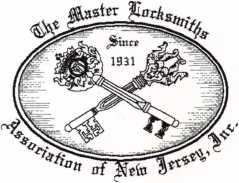 The Master Locksmiths
Since
1931
Association of New Jersey, Inc.